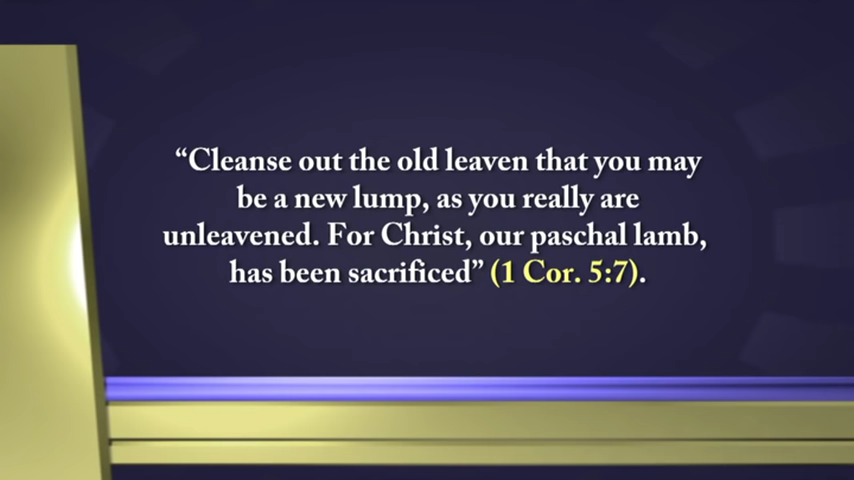 “Cleanse out the old leaven that you may
be a new lump, as you really are
unleavened. For Christ, our paschal lamb,
has been sacrificed” (1 Cor. 5:7).